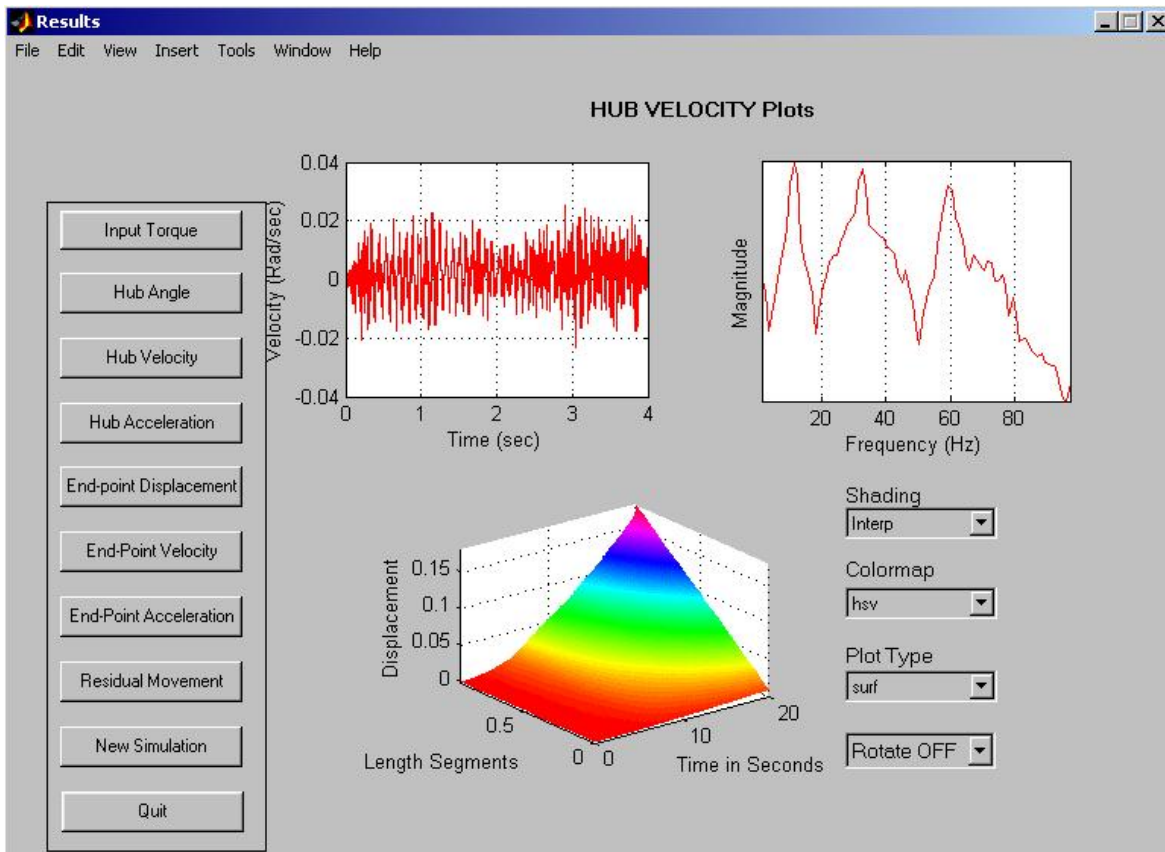 Results
File Edit View Insert Tools Window Help
HUB VELOCITY Plots
Input Torque
Hub Angle
Hub Velocity
Hub Acceleration
End-point Displacement
End-Point Velocity
End-Point Acceleration
Residual Movement
New Simulation
Quit
Velocity (Rad/sec)
0.04
0.02
0
-0.02
-0.04
0 1 2 3 4
Time (sec)
Magnitude
20 40 60 80
Frequency (Hz)
Displacement
0.15
0.1
0.05
0
0.5
0
Length Segments
0
10
20
Time in Seconds
Shading
Interp
Colormap
hsv
Plot Type
surf
Rotate OFF